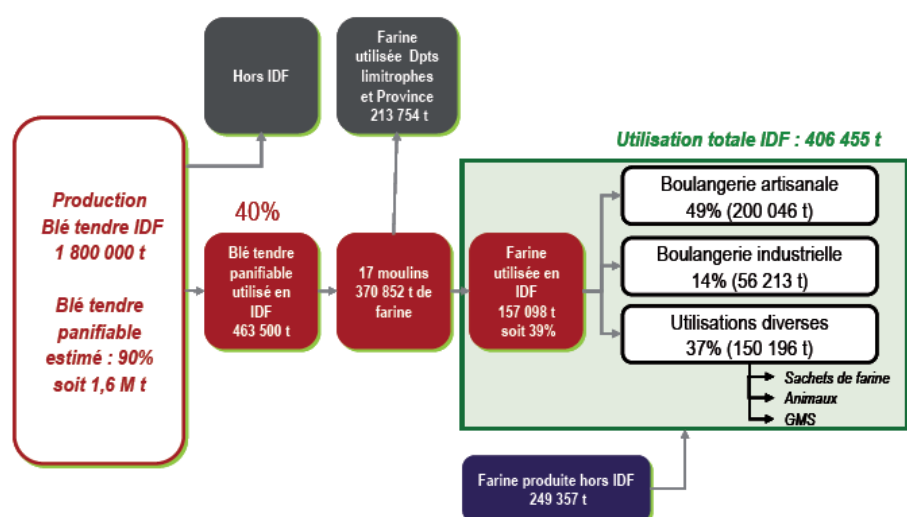 Hors IDF
Farine
utilisée Dpts
limitrophes
et Province
213 754 t
Utilisation totale IDF : 406 455 t
Production
Blé tendre IDF
1 800 000 t
Blé tendre
panifiable
estimé : 90%
soit 1,6 M t
40%
Blé tendre
panifiable
utilisé en
IDF
463 500 t
17 moulins
370 852 t de
farine
Farine
utilisée en
IDF
157 098 t
soit 39%
Boulangerie artisanale
49% (200 046 t)
Boulangerie industrielle
14% (56 213 t)
Utilisations diverses
37% (150 196 t)
Sachets de farine
Animaux
GMS
Farine produite hors IDF
249 357 t